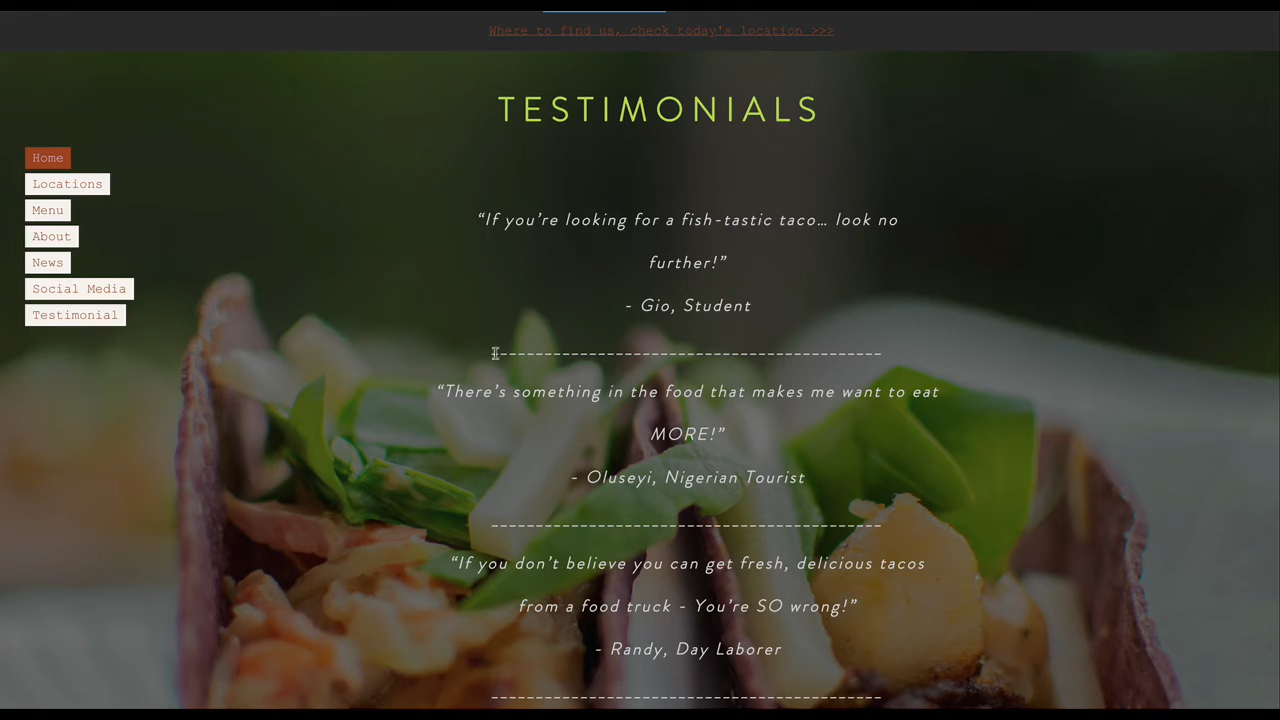 Where to find us, check today's location >>>
TESTIMONIALS
Home
Locations
Menu
About
News
Social Media
Testimonial
“If you’re looking for a fish-tastic taco… look no
further!”
- Gio, Student
--------------------------------------------
“There’s something in the food that makes me want to eat
MORE!”
- Oluseyi, Nigerian Tourist
--------------------------------------------
“If you don’t believe you can get fresh, delicious tacos
from a food truck - You’re SO wrong!”
- Randy, Day Laborer
--------------------------------------------